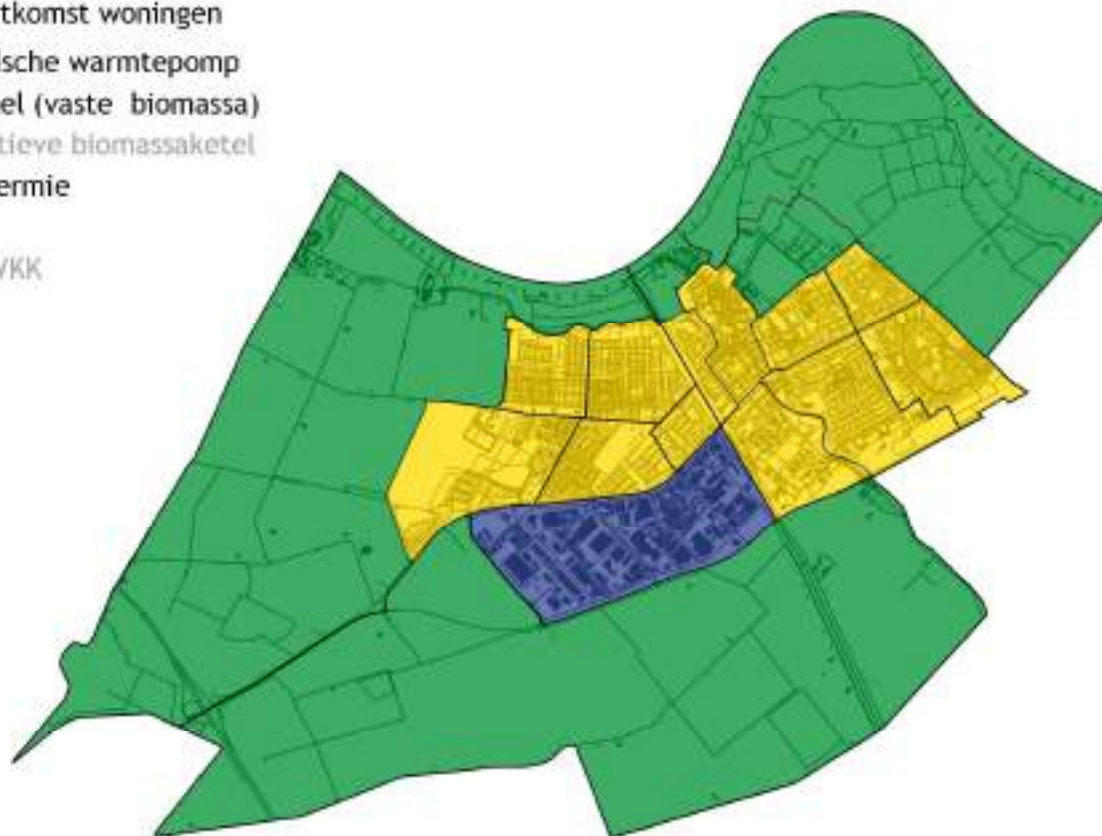 tkomst woningen
ische warmtepomp
el (vaste biomassa)
tieve biomassaketel
ermie
VKK